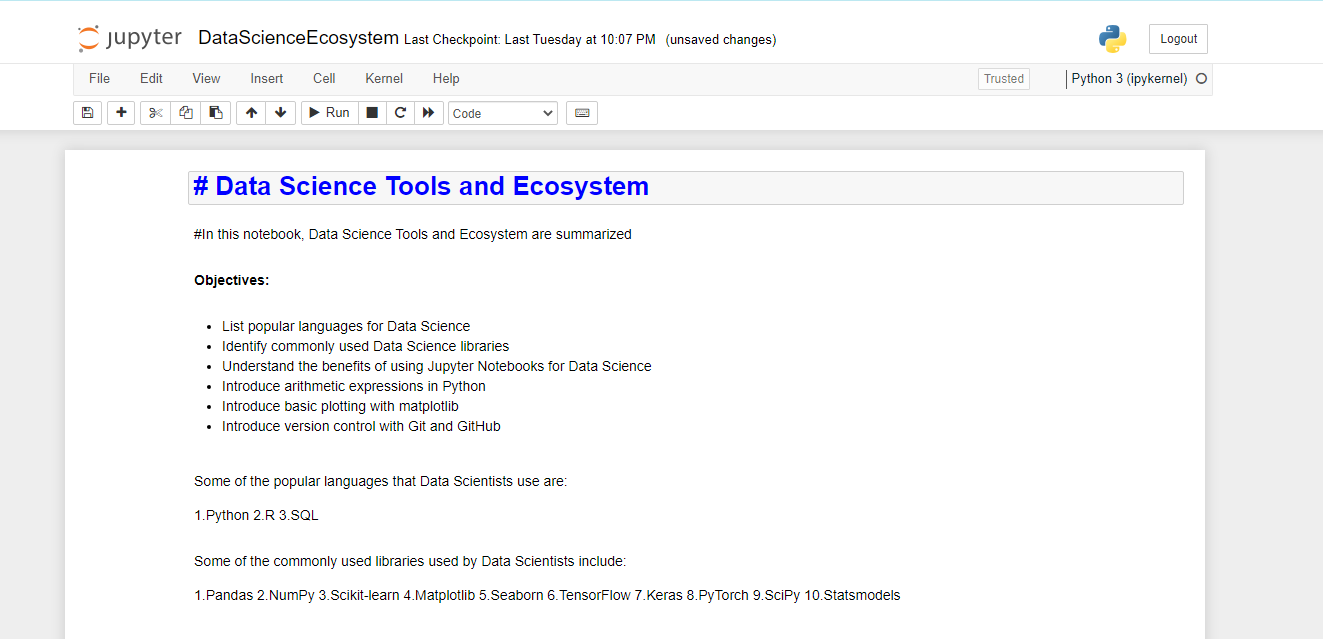 jupyter DataScienceEcosystem Last Checkpoint: Last Tuesday at 10:07 PM (unsaved changes)
Logout
File Edit View Insert Cell Kernel Help
Trusted
Python 3 (ipykernel)
Run
Code
# Data Science Tools and Ecosystem
#In this notebook, Data Science Tools and Ecosystem are summarized
Objectives:
• List popular languages for Data Science
• Identify commonly used Data Science libraries
• Understand the benefits of using Jupyter Notebooks for Data Science
• Introduce arithmetic expressions in Python
• Introduce basic plotting with matplotlib
• Introduce version control with Git and GitHub
Some of the popular languages that Data Scientists use are:
1.Python 2.R 3.SQL
Some of the commonly used libraries used by Data Scientists include:
1.Pandas 2.NumPy 3.Scikit-learn 4.Matplotlib 5.Seaborn 6.TensorFlow 7.Keras 8.PyTorch 9.SciPy 10.Statsmodels